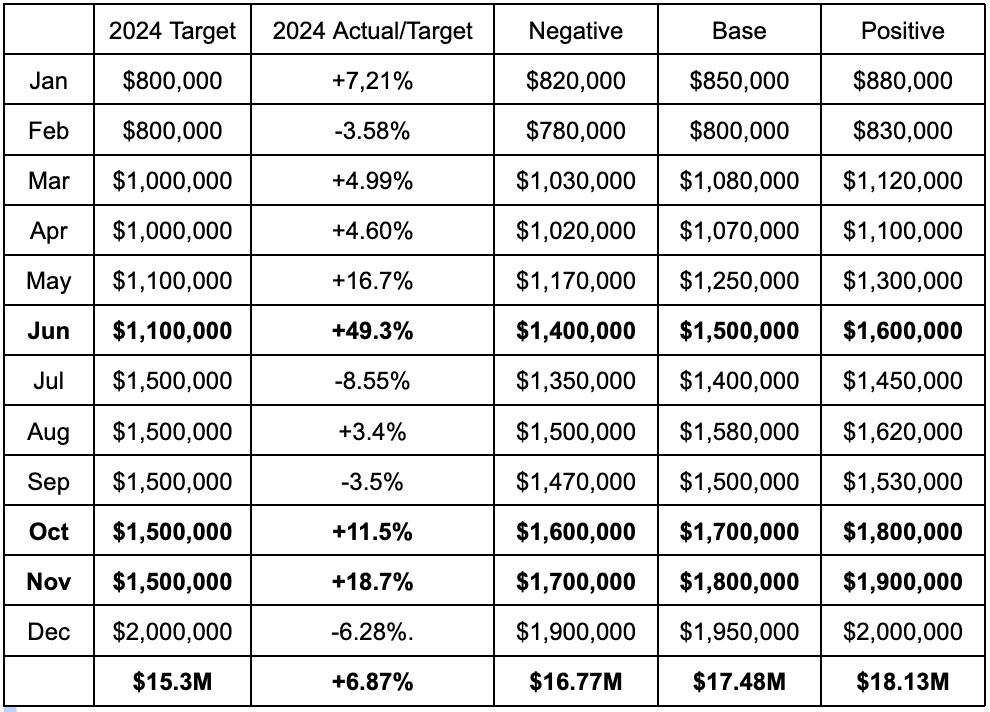 2024 Target 2024 Actual/Target Negative Base Positive
Jan $800,000 +7,21% $820,000 $850,000 $880,000
Feb $800,000 -3.58% $780,000 $800,000 $830,000
Mar $1,000,000 +4.99% $1,030,000 $1,080,000 $1,120,000
Apr $1,000,000 +4.60% $1,020,000 $1,070,000 $1,100,000
May $1,100,000 +16.7% $1,170,000 $1,250,000 $1,300,000
Jun $1,100,000 +49.3% $1,400,000 $1,500,000 $1,600,000
Jul $1,500,000 -8.55% $1,350,000 $1,400,000 $1,450,000
Aug $1,500,000 +3.4% $1,500,000 $1,580,000 $1,620,000
Sep $1,500,000 -3.5% $1,470,000 $1,500,000 $1,530,000
Oct $1,500,000 +11.5% $1,600,000 $1,700,000 $1,800,000
Nov $1,500,000 +18.7% $1,700,000 $1,800,000 $1,900,000
Dec $2,000,000 -6.28%. $1,900,000 $1,950,000 $2,000,000
$15.3M +6.87% $16.77M $17.48M $18.13M